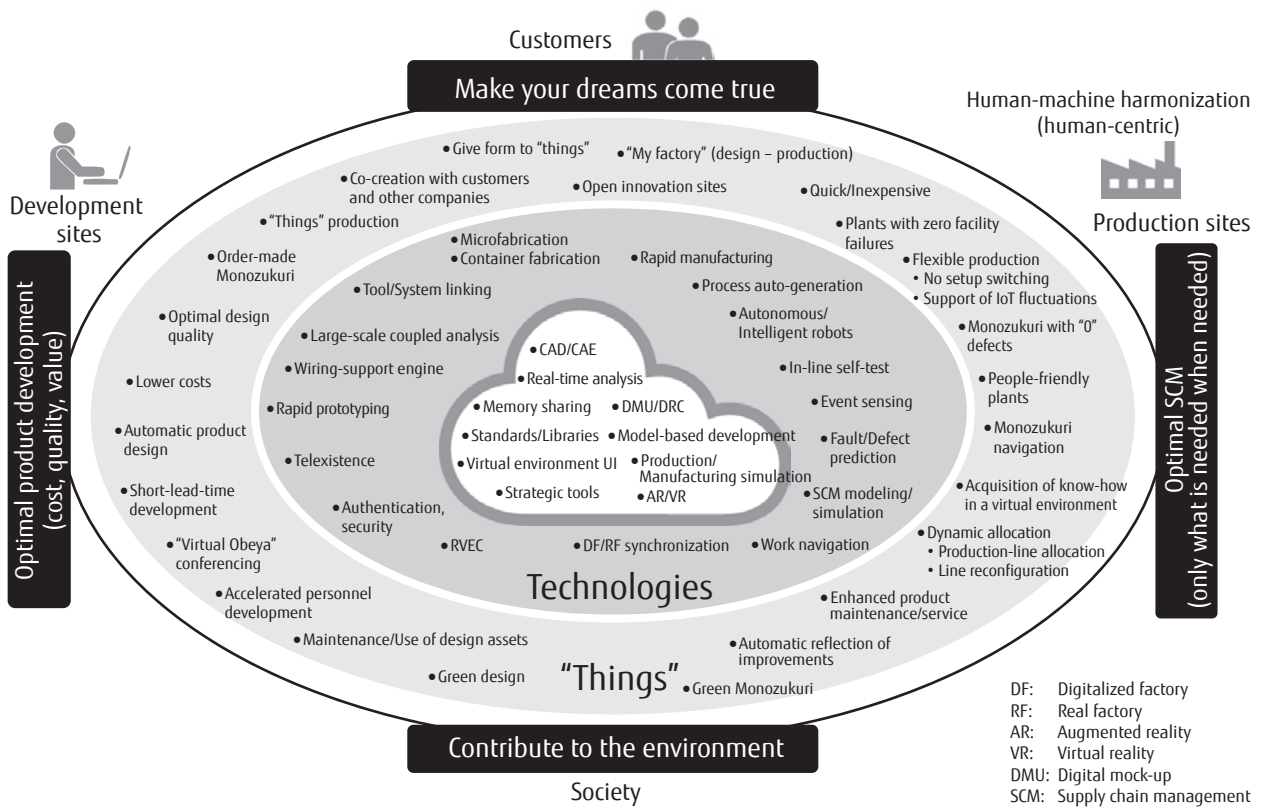 Customers
Make your dreams come true
Human-machine harmonization
(human-centric)
Development
sites
Production sites
Optimal product development
(cost, quality, value)
Optimal SCM
(only what is needed when needed)
• Give form to “things”
• “My factory” (design – production)
• Co-creation with customers
and other companies
• Open innovation sites
• Quick/Inexpensive
• “Things” production
• Plants with zero facility
failures
• Order-made
Monozukuri
• Flexible production
• No setup switching
• Support of IoT fluctuations
• Optimal design
quality
• Monozukuri with “0”
defects
• Lower costs
• People-friendly
plants
• Automatic product
design
• Monozukuri
navigation
• Short-lead-time
development
• Acquisition of know-how
in a virtual environment
• “Virtual Obeya”
conferencing
• Dynamic allocation
• Production-line allocation
• Line reconfiguration
• Accelerated personnel
development
• Enhanced product
maintenance/service
• Maintenance/Use of design assets
• Automatic reflection of
improvements
• Green design
“Things”
• Green Monozukuri
• Microfabrication
• Container fabrication
• Rapid manufacturing
• Tool/System linking
• Process auto-generation
• Large-scale coupled analysis
• Autonomous/
Intelligent robots
• Wiring-support engine
• In-line self-test
• Rapid prototyping
• Event sensing
• Telexistence
• Fault/Defect
prediction
• Authentication,
security
• SCM modeling/
simulation
• RVEC
• DF/RF synchronization
• Work navigation
Technologies
• CAD/CAE
• Real-time analysis
• Memory sharing
• DMU/DRC
• Standards/Libraries
• Model-based development
• Virtual environment UI
• Production/
Manufacturing simulation
• Strategic tools
• AR/VR
Contribute to the environment
Society
DF: Digitalized factory
RF: Real factory
AR: Augmented reality
VR: Virtual reality
DMU: Digital mock-up
SCM: Supply chain management